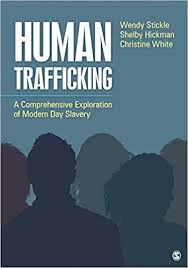 Wendy Stickle
Shelby Hickman
Christine White
HUMAN
TRAFFICKING
A Comprehensive Exploration
of Modern Day Slavery